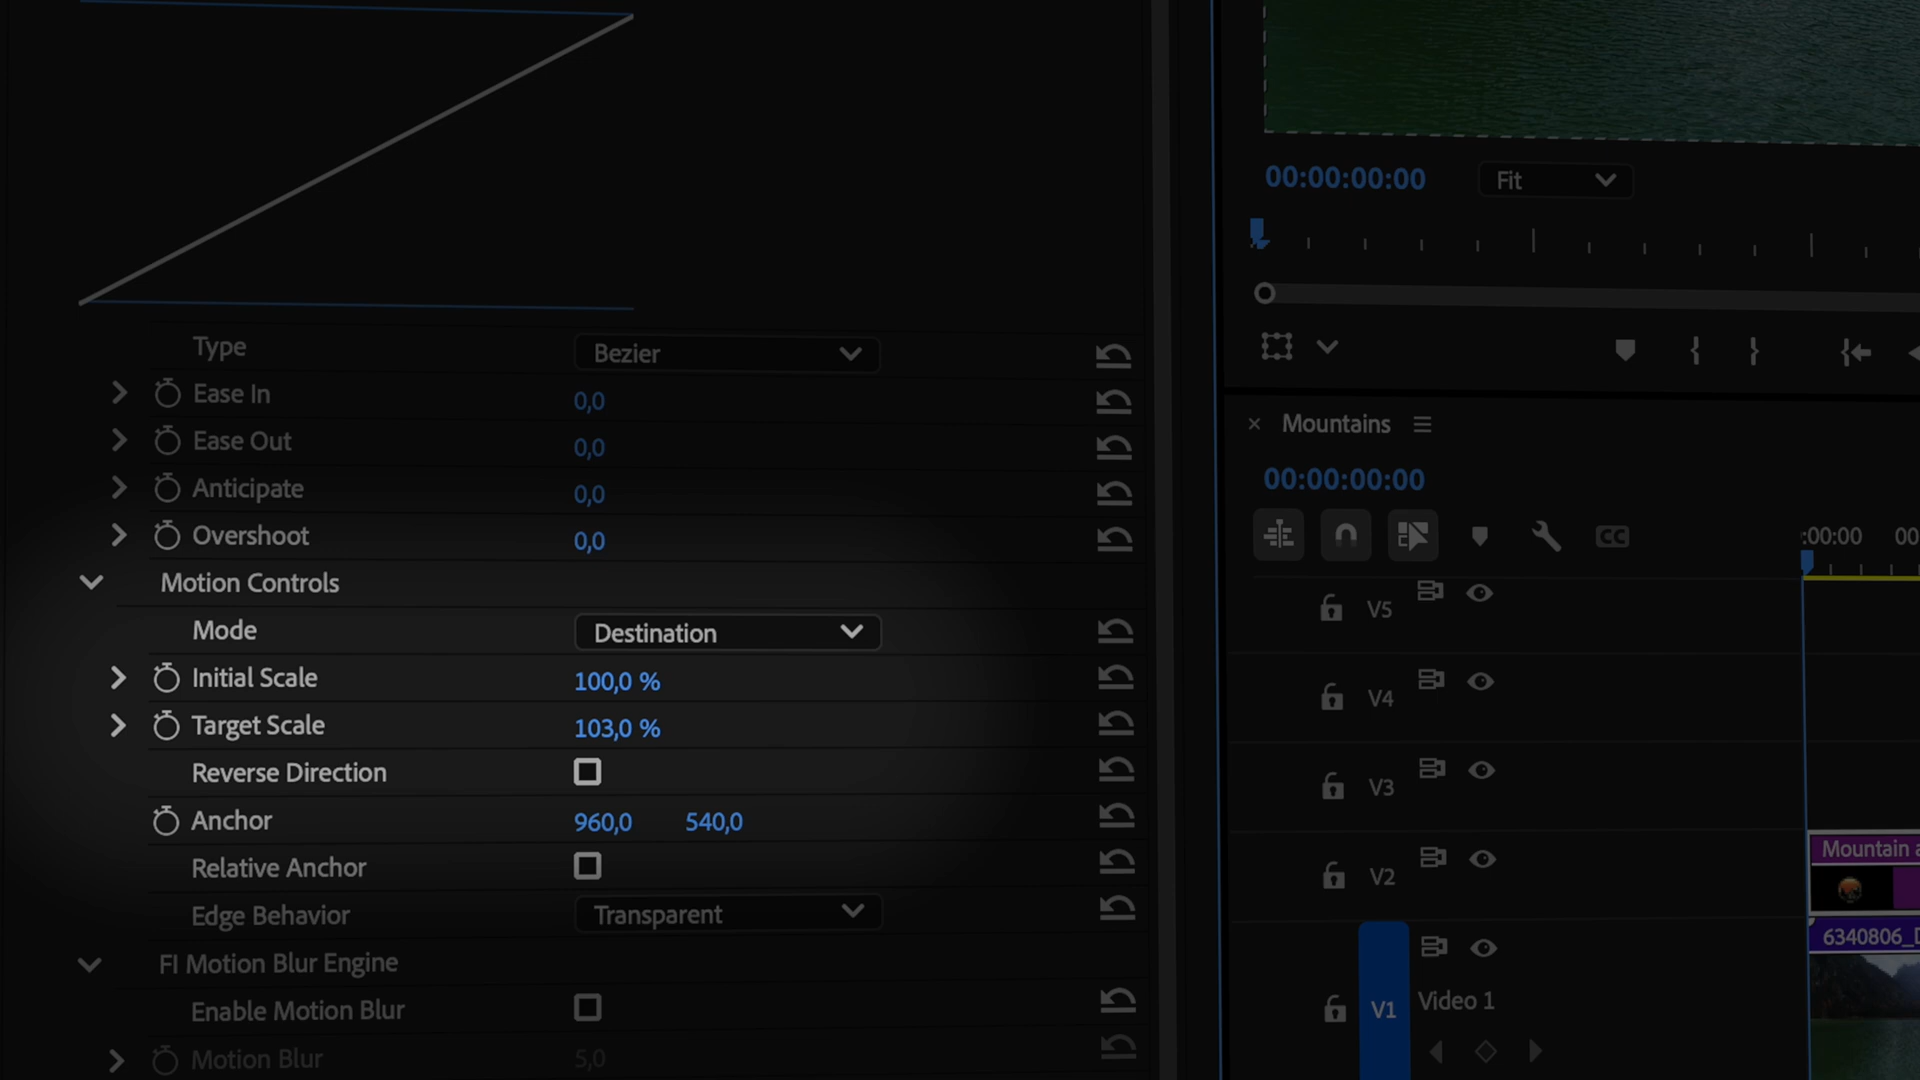 Type
Bezier
Ease In
0,0
Ease Out
0,0
Anticipate
0,0
Overshoot
0,0
Motion Controls
Mode
Destination
Initial Scale
100,0 %
Target Scale
103,0 %
Reverse Direction
Anchor
960,0
540,0
Relative Anchor
Edge Behavior
Transparent
FI Motion Blur Engine
Enable Motion Blur
Motion Blur
5,0
00:00:00:00
Fit
× Mountains
00:00:00:00
CC
:00:00
00
V5
V4
V3
V2
V1
Video 1
Mountain a
6340806_D